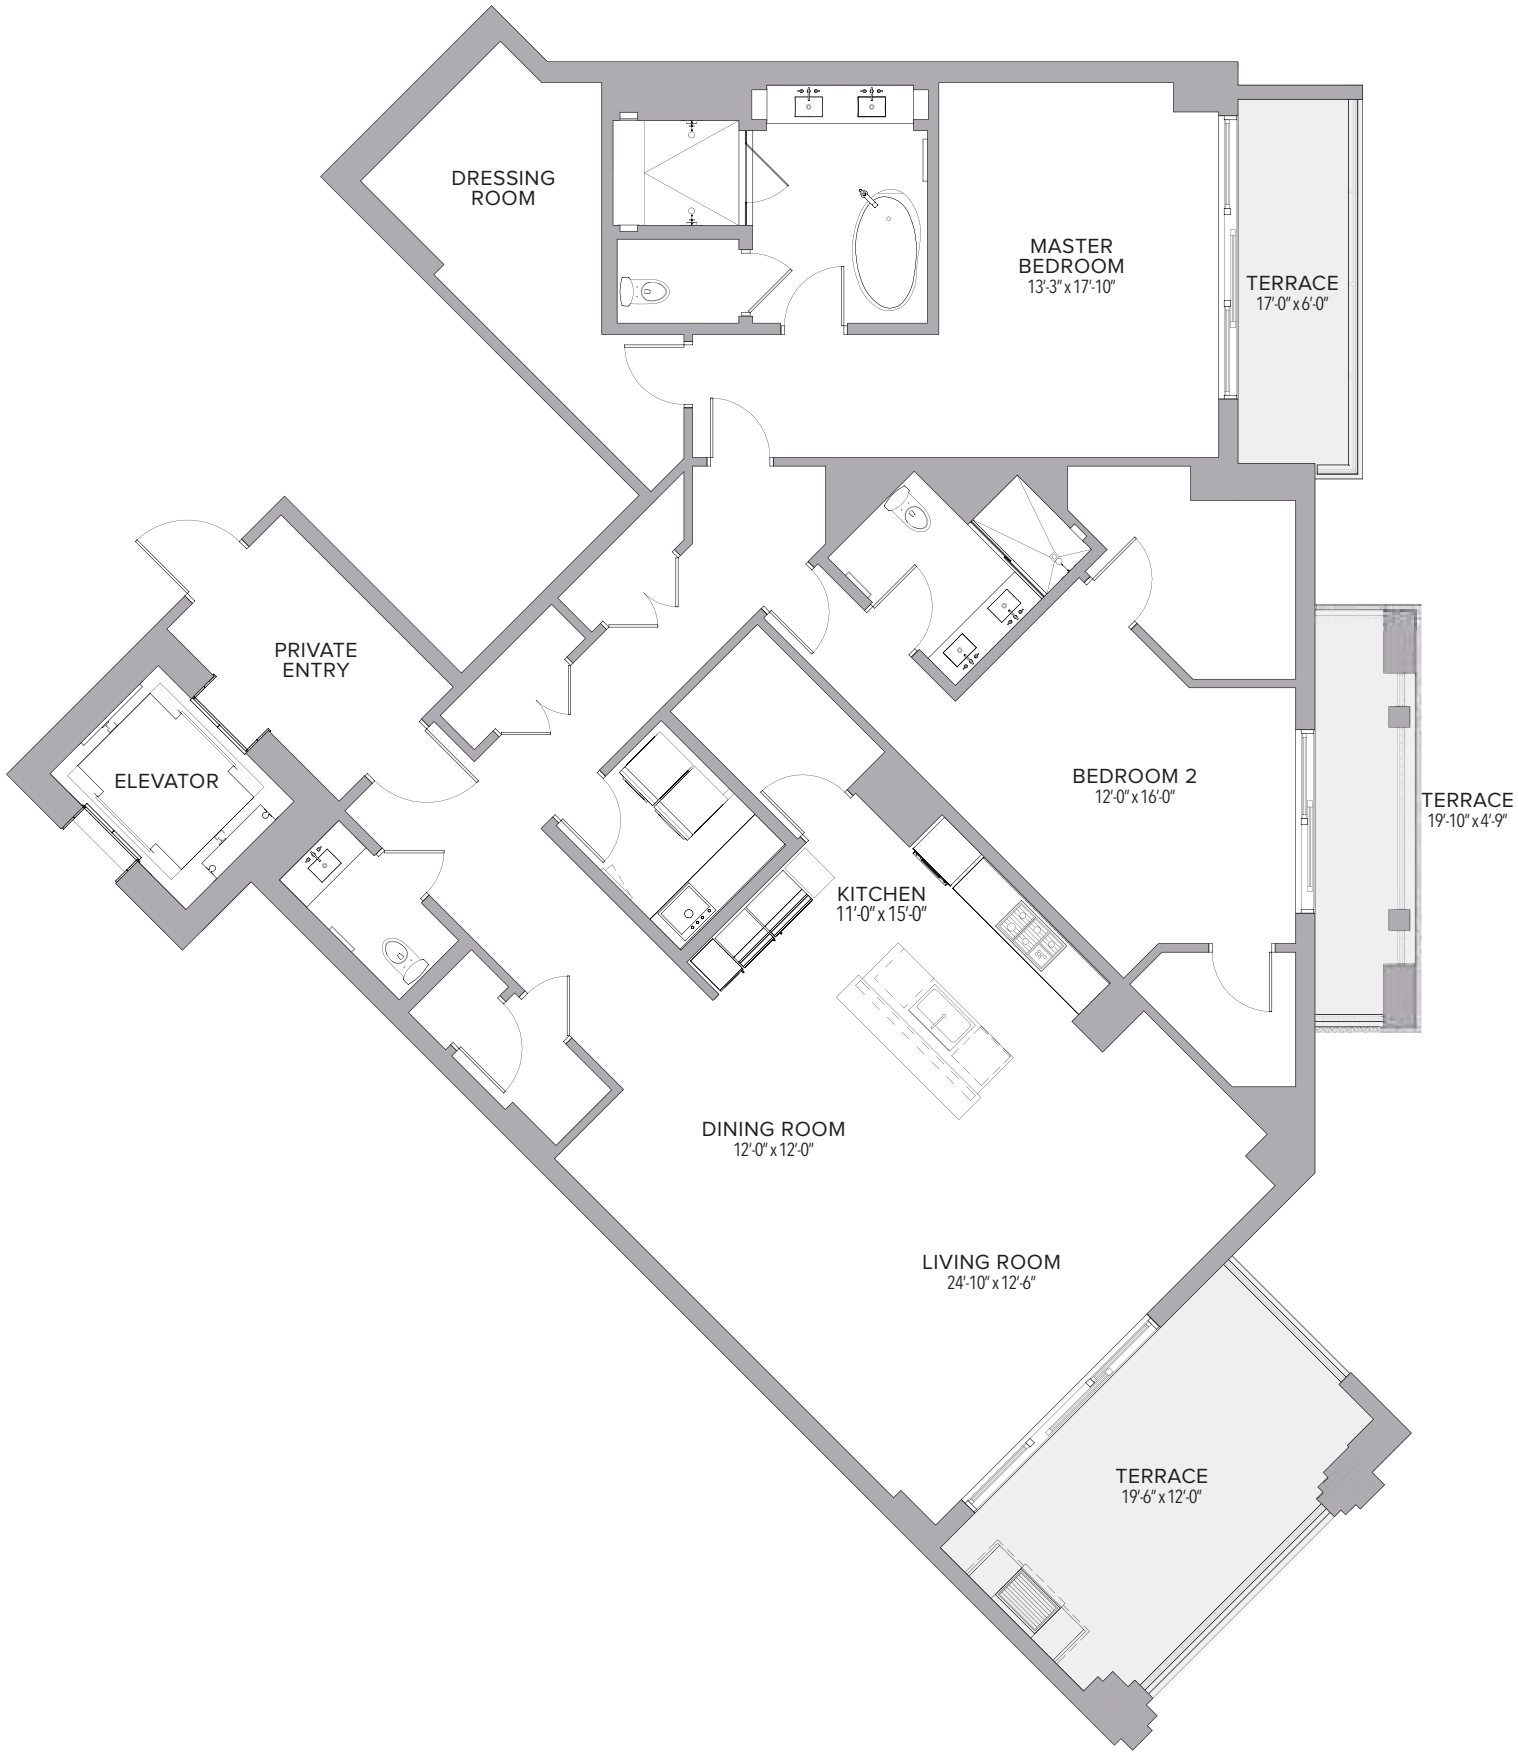 DRESSING
ROOM
MASTER
BEDROOM
13'-3" x 17'-10"
TERRACE
17'-0" x 6'-0"
PRIVATE
ENTRY
ELEVATOR
BEDROOM 2
12'-0" x 16'-0"
TERRACE
19'-10" x 4'-9"
KITCHEN
11'-0" x 15'-0"
DINING ROOM
12'-0" x 12'-0"
LIVING ROOM
24'-10" x 12'-6"
TERRACE
19'-6" x 12'-0"